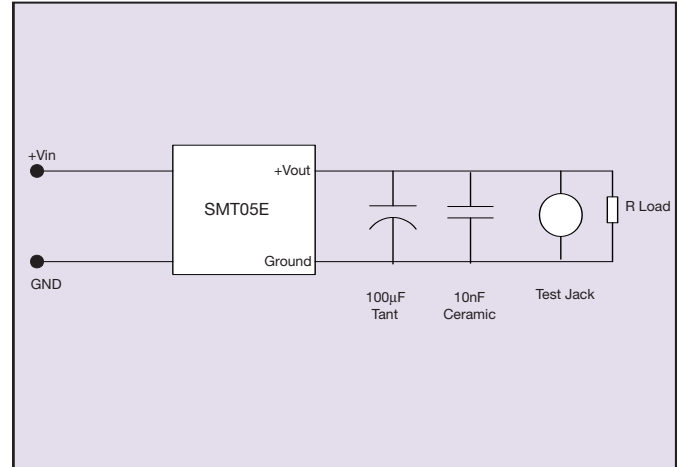 +Vin
+Vout
SMT05E
R Load
Ground
GND
100µF
Tant
10nF
Ceramic
Test Jack